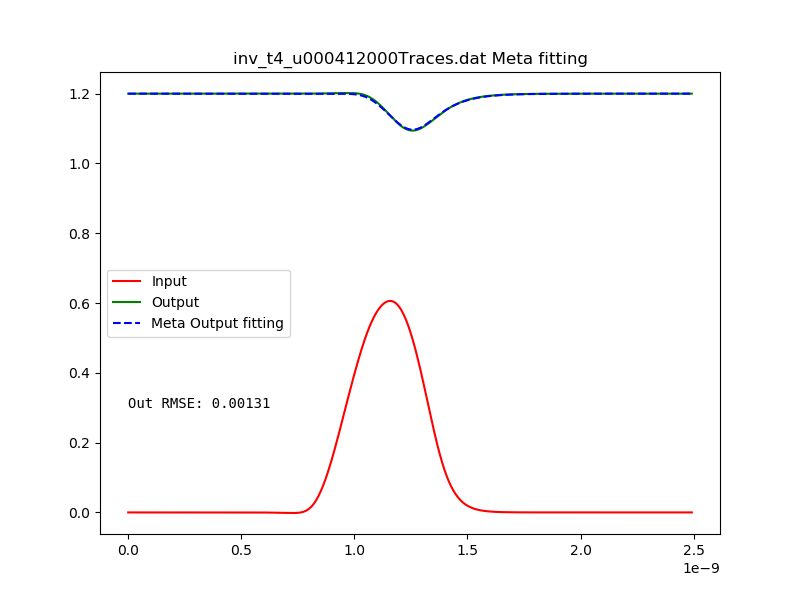 inv_t4_u000412000Traces.dat Meta fitting
1.2
1.0
0.8
0.6
0.4
0.2
0.0
Input
Output
Meta Output fitting
Out RMSE: 0.00131
0.0 0.5 1.0 1.5 2.0 2.5
1e−9